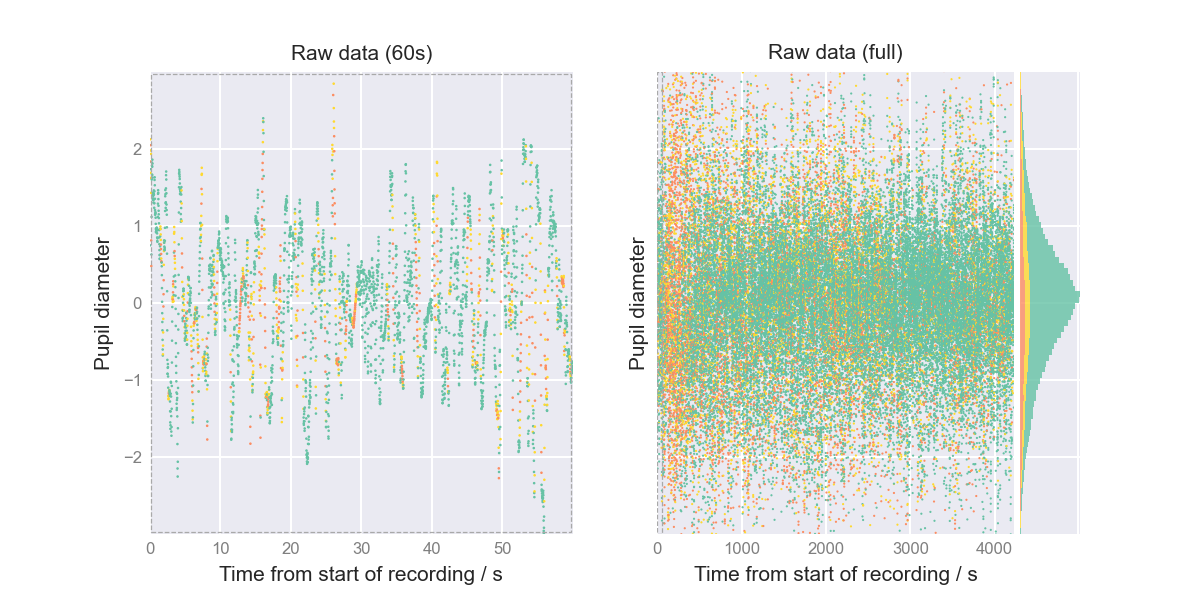 Raw data (60s)
Pupil diameter
2
1
0
−1
−2
0 10 20 30 40 50
Time from start of recording / s
Raw data (full)
Pupil diameter
0 1000 2000 3000 4000
Time from start of recording / s